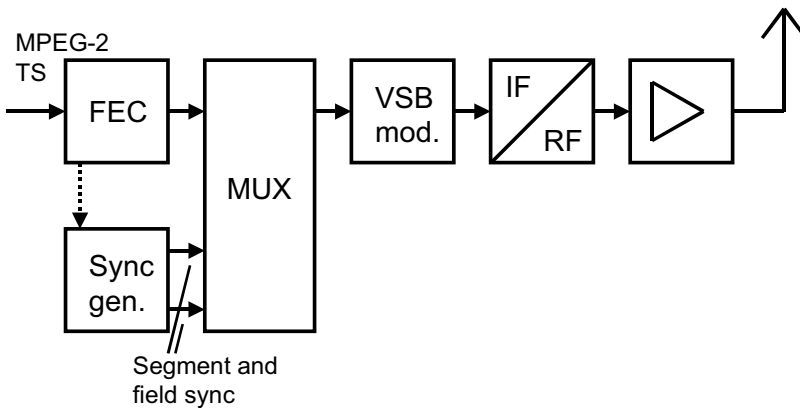 MPEG-2
TS
FEC
MUX
VSB
mod.
IF
RF
Sync
gen.
Segment and
field sync